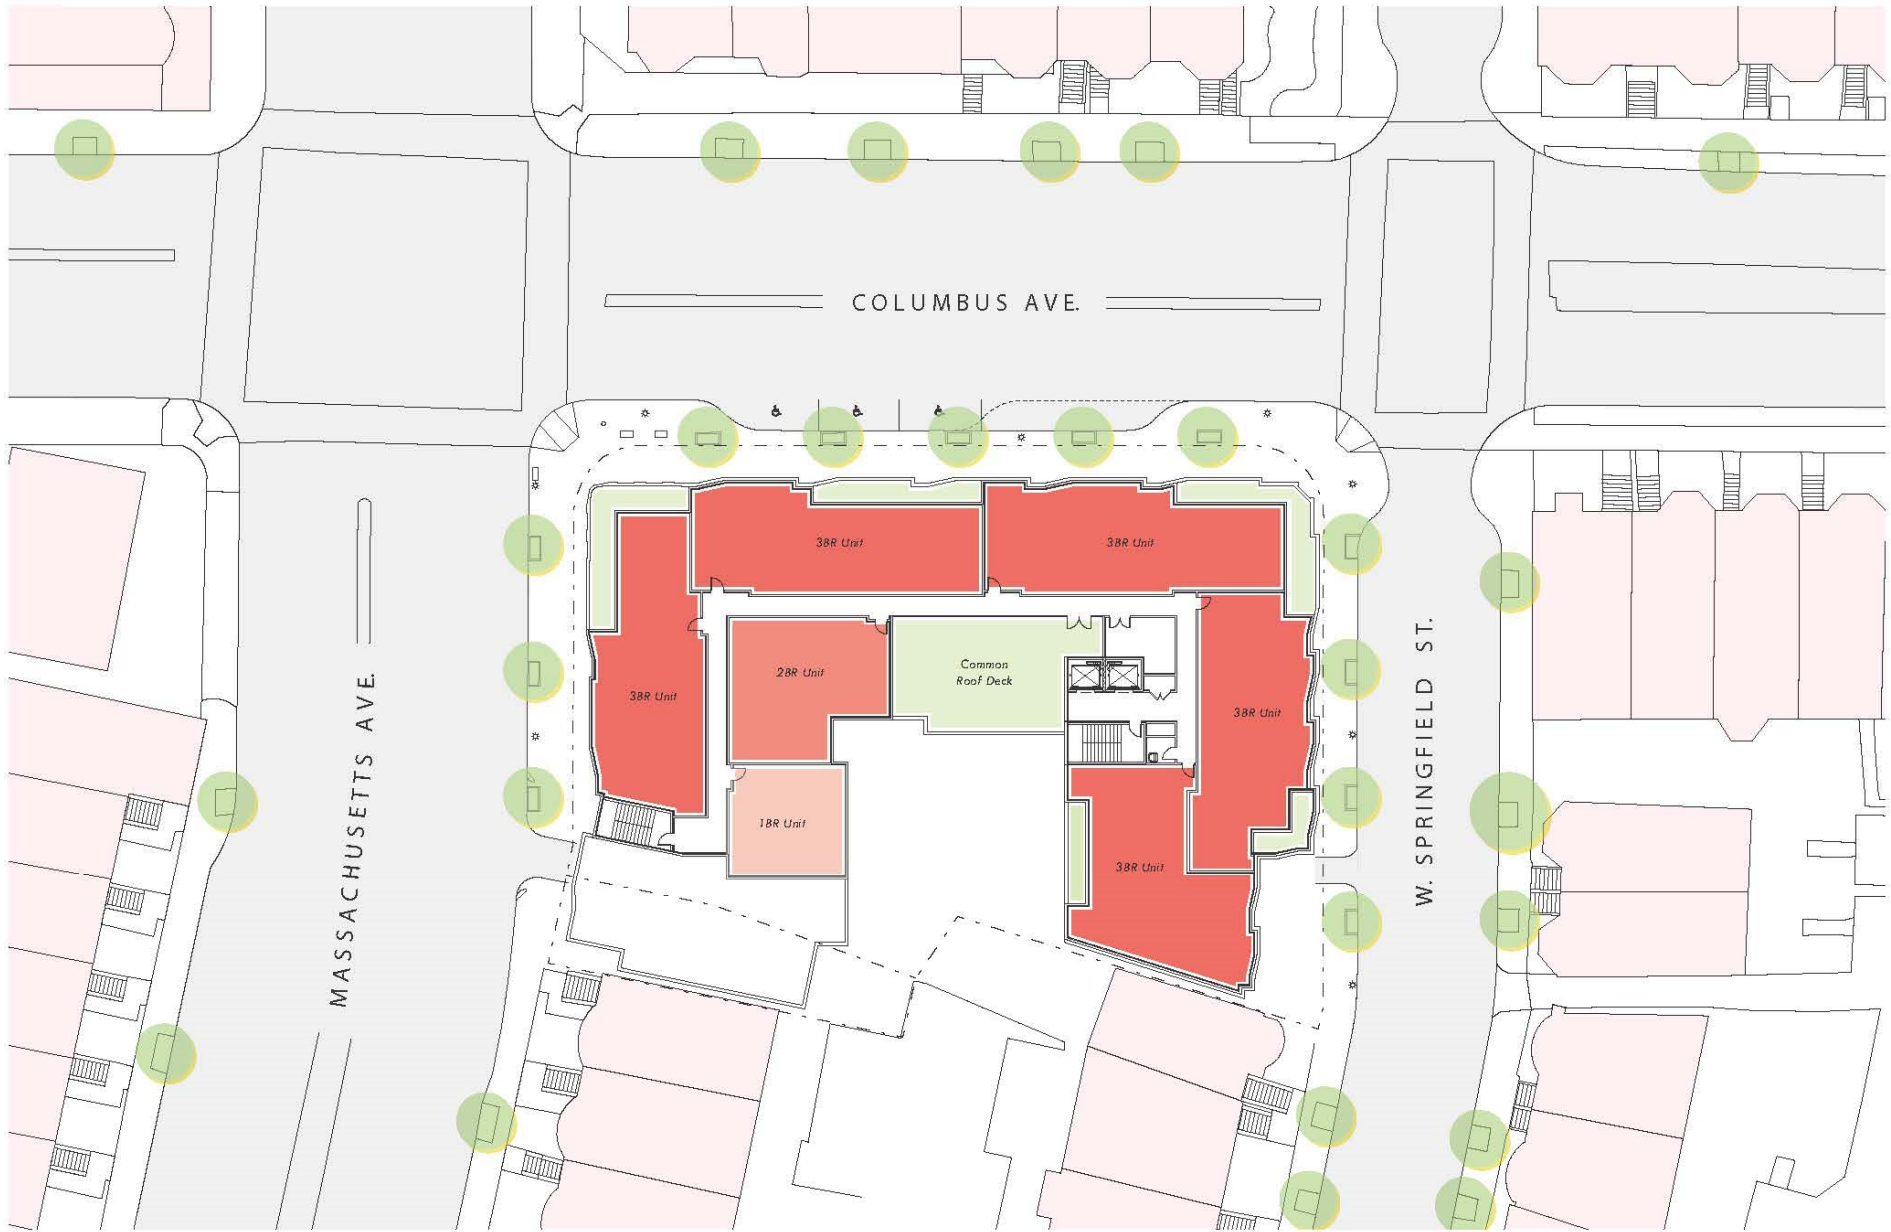 COLUMBUS AVE.
3BR Unit
3BR Unit
Common
Roof Deck
2BR Unit
3BR Unit
3BR Unit
1BR Unit
3BR Unit
MASSACHUSETTS AVE.
W. SPRINGFIELD ST.